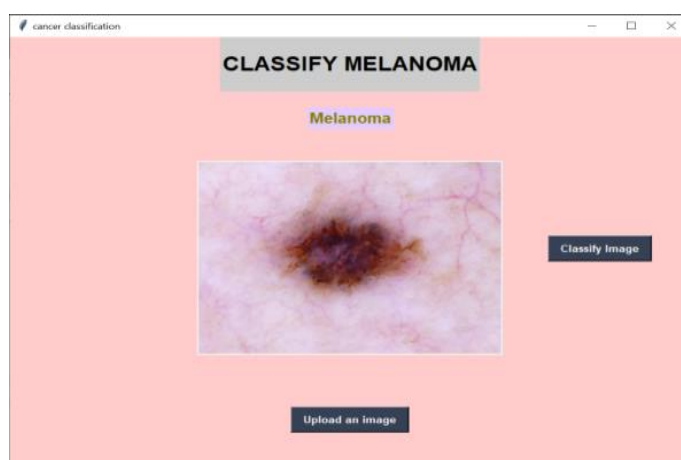 cancer classification
CLASSIFY MELANOMA
Melanoma
Classify Image
Upload an image